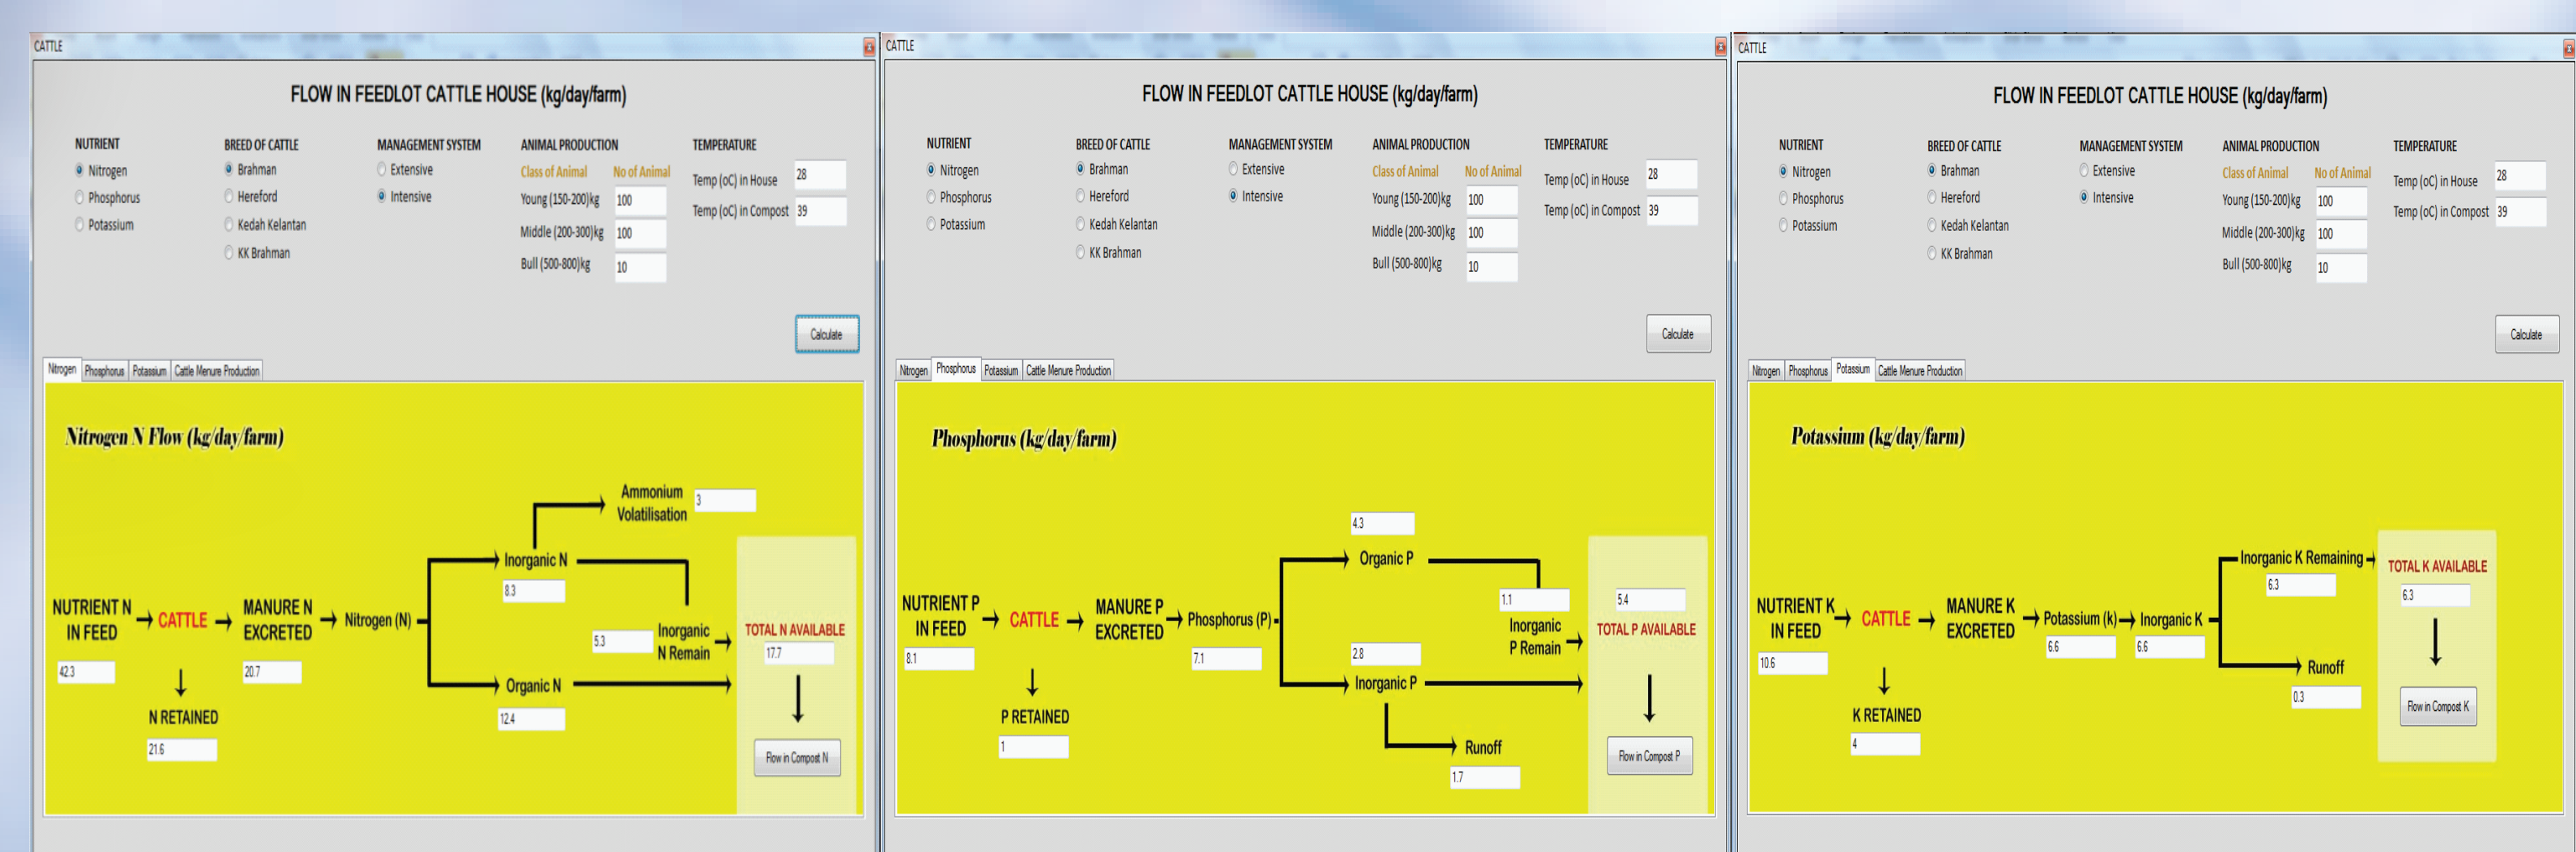 CATTLE
FLOW IN FEEDLOT CATTLE HOUSE (kg/day/farm)
NUTRIENT
Nitrogen
Phosphorus
Potassium
BREED OF CATTLE
Brahman
Hereford
Kedah Kelantan
KK Brahman
MANAGEMENT SYSTEM
Extensive
Intensive
ANIMAL PRODUCTION
Class of Animal No of Animal
Young (150-200)kg 100
Middle (200-300)kg 100
Bull (500-800)kg 10
TEMPERATURE
Temp (oC) in House 28
Temp (oC) in Compost 39
Calculate
Nitrogen Phosphorus Potassium Cattle Menure Production
Nitrogen N Flow (kg/day/farm)
Ammonium
Volatilisation
3
Inorganic N
8.3
NUTRIENT N
IN FEED
42.3
CATTLE
MANURE N
EXCRETED
20.7
Nitrogen (N)
5.3
Inorganic
N Remain
TOTAL N AVAILABLE
17.7
Organic N
12.4
N RETAINED
21.6
Flow in Compost N
CATTLE
FLOW IN FEEDLOT CATTLE HOUSE (kg/day/farm)
NUTRIENT
Nitrogen
Phosphorus
Potassium
BREED OF CATTLE
Brahman
Hereford
Kedah Kelantan
KK Brahman
MANAGEMENT SYSTEM
Extensive
Intensive
ANIMAL PRODUCTION
Class of Animal No of Animal
Young (150-200)kg 100
Middle (200-300)kg 100
Bull (500-800)kg 10
TEMPERATURE
Temp (oC) in House 28
Temp (oC) in Compost 39
Calculate
Nitrogen Phosphorus Potassium Cattle Menure Production
Phosphorus (kg/day/farm)
4.3
Organic P
NUTRIENT P
IN FEED
8.1
CATTLE
MANURE P
EXCRETED
Phosphorus (P)
7.1
1.1
Inorganic
P Remain
5.4
TOTAL P AVAILABLE
2.8
Inorganic P
P RETAINED
1
Runoff
1.7
Flow in Compost P
CATTLE
FLOW IN FEEDLOT CATTLE HOUSE (kg/day/farm)
NUTRIENT
Nitrogen
Phosphorus
Potassium
BREED OF CATTLE
Brahman
Hereford
Kedah Kelantan
KK Brahman
MANAGEMENT SYSTEM
Extensive
Intensive
ANIMAL PRODUCTION
Class of Animal No of Animal
Young (150-200)kg 100
Middle (200-300)kg 100
Bull (500-800)kg 10
TEMPERATURE
Temp (oC) in House 28
Temp (oC) in Compost 39
Calculate
Nitrogen Phosphorus Potassium Cattle Menure Production
Potassium (kg/day/farm)
Inorganic K Remaining
6.3
TOTAL K AVAILABLE
6.3
NUTRIENT K
IN FEED
10.6
CATTLE
MANURE K
EXCRETED
Potassium (k)
6.6
Inorganic K
6.6
Runoff
0.3
K RETAINED
4
Flow in Compost K